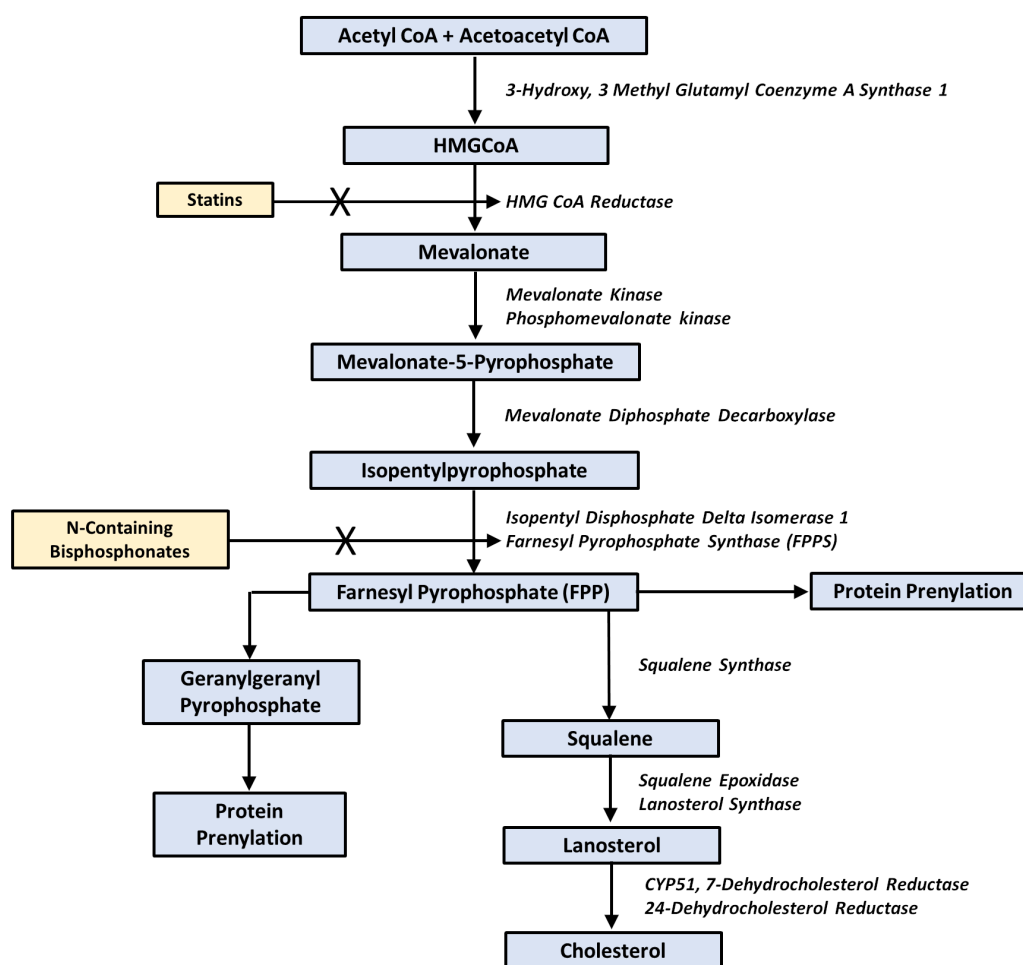 Acetyl CoA + Acetoacetyl CoA
3-Hydroxy, 3 Methyl Glutamyl Coenzyme A Synthase 1
HMGCoA
Statins
HMG CoA Reductase
Mevalonate
Mevalonate Kinase
Phosphomevalonate kinase
Mevalonate-5-Pyrophosphate
Mevalonate Diphosphate Decarboxylase
Isopentylpyrophosphate
N-Containing
Bisphosphonates
Isopentyl Disphosphate Delta Isomerase 1
Farnesyl Pyrophosphate Synthase (FPPS)
Farnesyl Pyrophosphate (FPP)
Protein Prenylation
Geranylgeranyl
Pyrophosphate
Squalene Synthase
Squalene
Protein
Prenylation
Squalene Epoxidase
Lanosterol Synthase
Lanosterol
CYP51, 7-Dehydrocholesterol Reductase
24-Dehydrocholesterol Reductase
Cholesterol